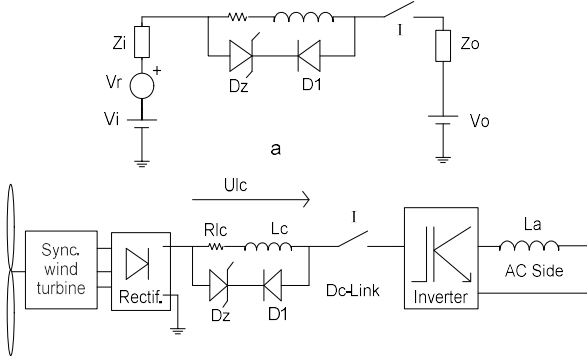 I
Zi
Zo
Vr
+
Dz
D1
Vi
Vo
a
Ulc
Rlc
Lc
I
La
Sync.
wind
turbine
AC Side
Rectif.
Dz
D1
Dc-Link
Inverter